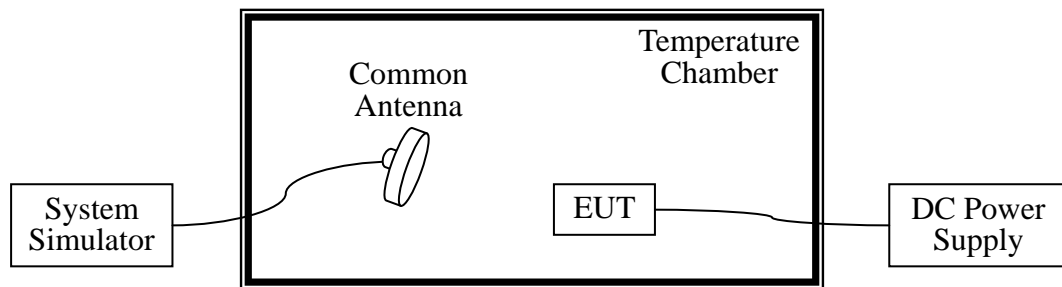 Temperature
Chamber
Common
Antenna
System
Simulator
EUT
DC Power
Supply